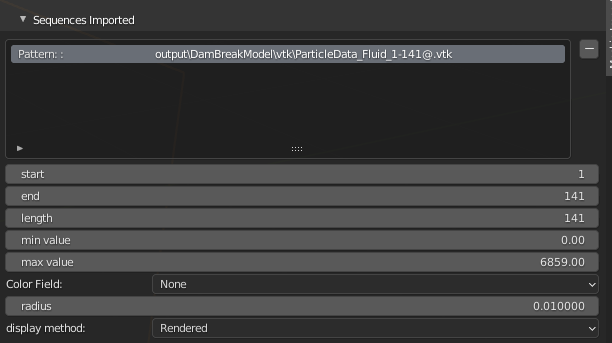 Sequences Imported
Pattern: : output\DamBreakModel\vtk\ParticleData_Fluid_1-141@.vtk
start 1
end 141
length 141
min value 0.00
max value 6859.00
Color Field: None
radius 0.010000
display method: Rendered